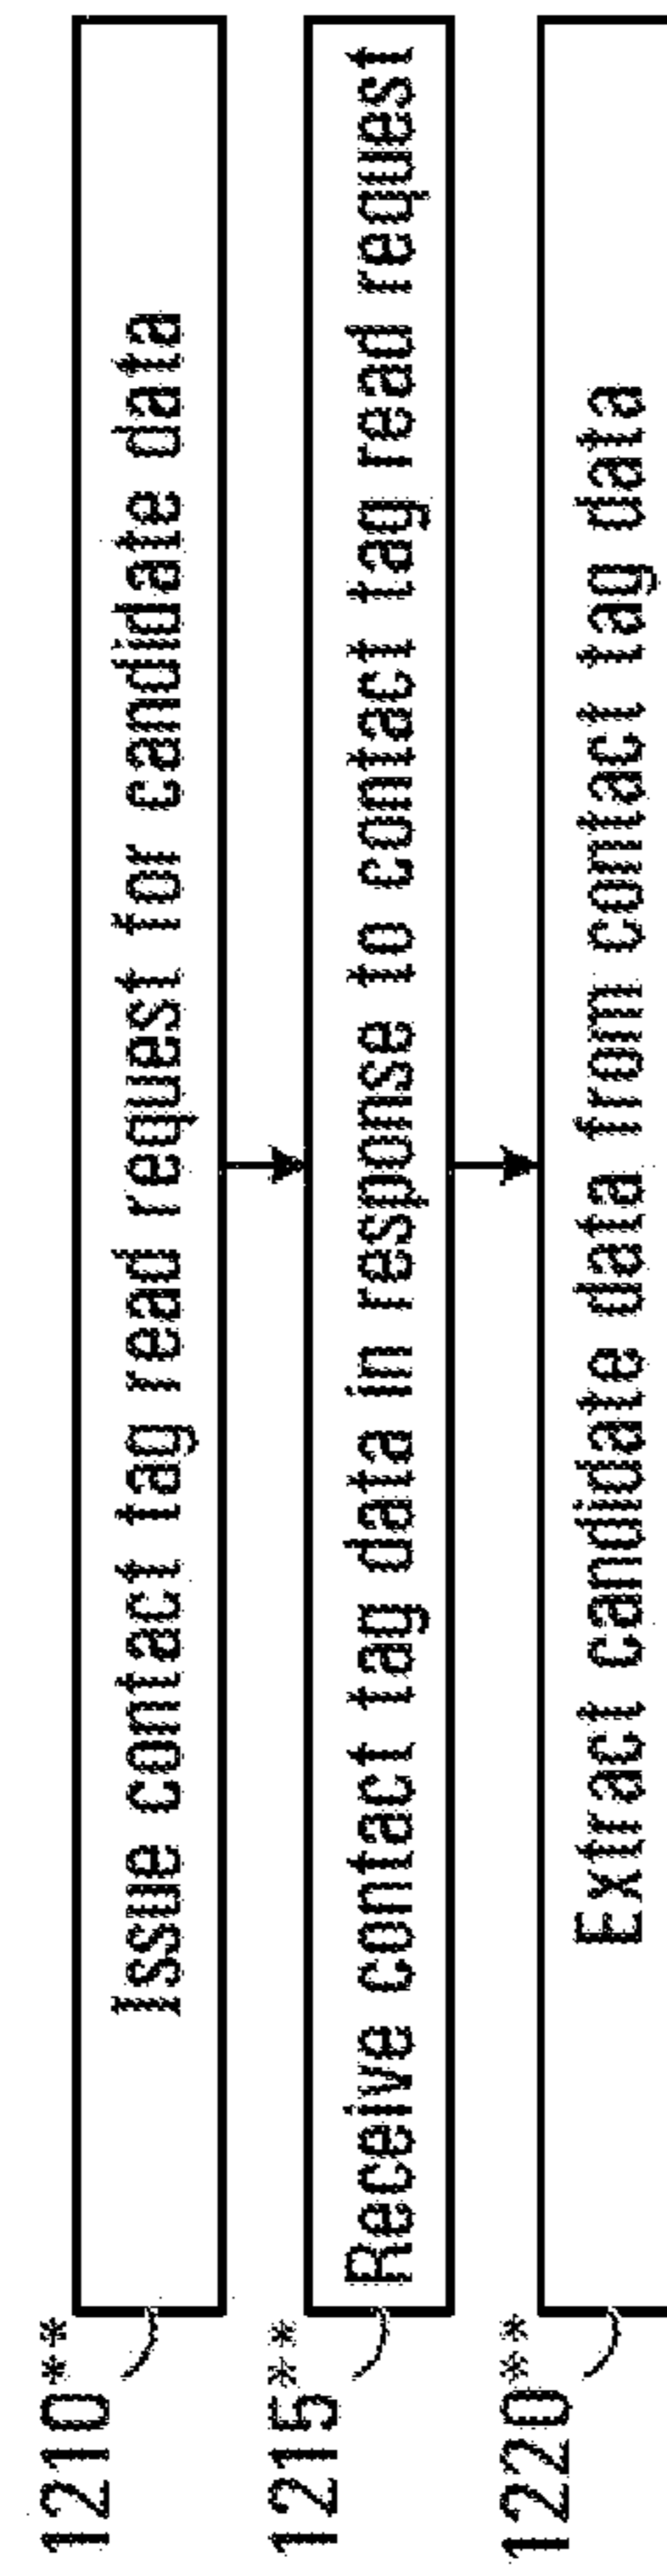 1210** Issue contact tag read request for candidate data
1215** Receive contact tag data in response to contact tag read request
1220** Extract candidate data from contact tag data